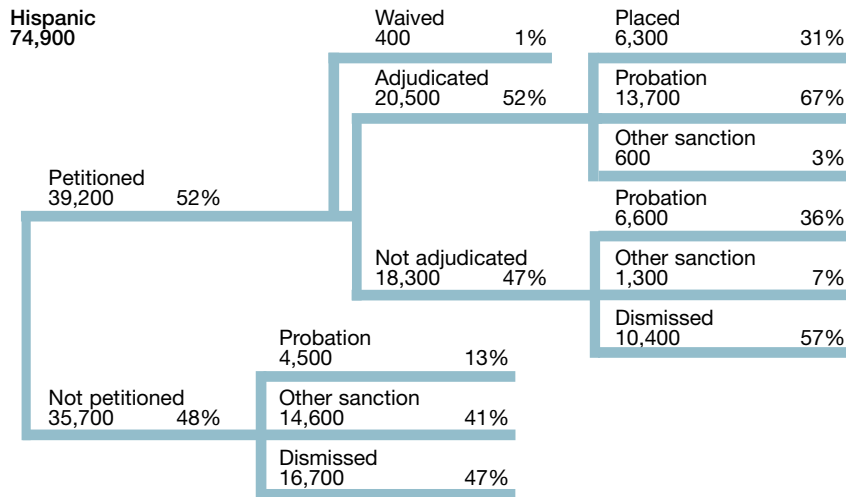 Hispanic
74,900
Waived
400 1%
Placed
6,300 31%
Adjudicated
20,500 52%
Probation
13,700 67%
Other sanction
600 3%
Petitioned
39,200 52%
Probation
6,600 36%
Not adjudicated
18,300 47%
Other sanction
1,300 7%
Dismissed
10,400 57%
Probation
4,500 13%
Not petitioned
35,700 48%
Other sanction
14,600 41%
Dismissed
16,700 47%